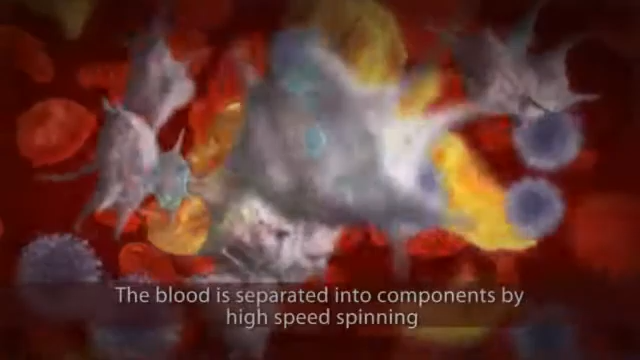 The blood is separated into components by
high speed spinning